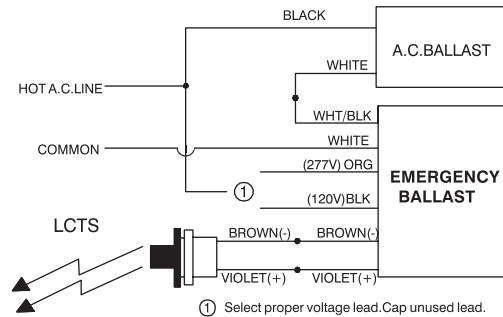 BLACK
A.C.BALLAST
WHITE
HOT A.C.LINE
WHT/BLK
WHITE
COMMON
(277V) ORG
EMERGENCY
BALLAST
1
(120V)BLK
LCTS
BROWN(-) BROWN(-)
VIOLET(+) VIOLET(+)
1 Select proper voltage lead.Cap unused lead.